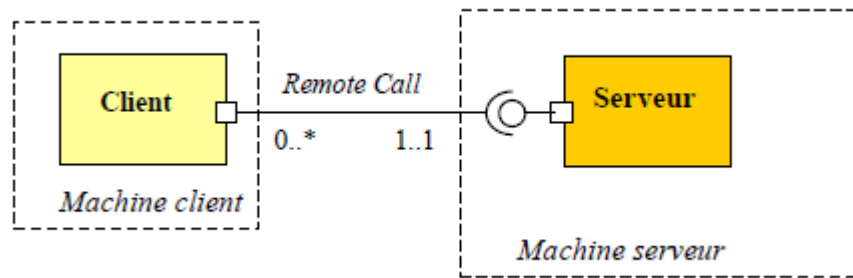 Client
Remote Call
Serveur
0..*
1..1
Machine client
Machine serveur